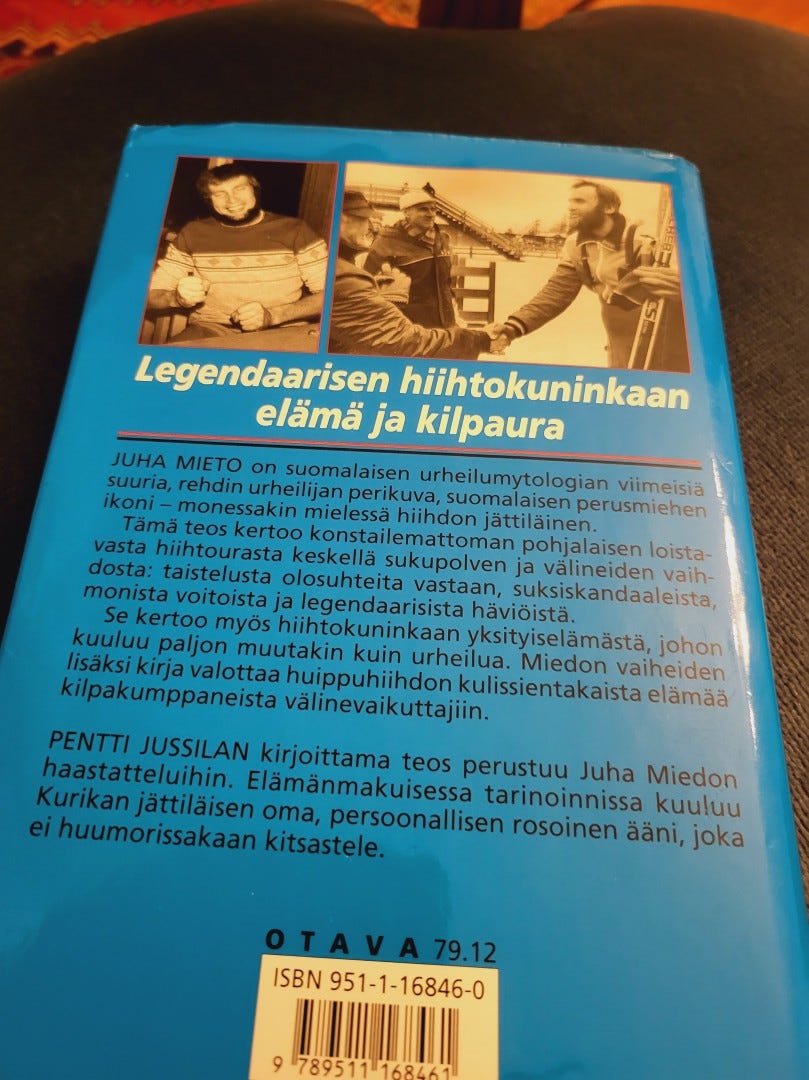 Legendaarisen hiihtokuninkaan
elämä ja kilpaura
JUHA MIETO on suomalaisen urheilumytologian viimeisiä
suuria, rehdin urheilijan perikuva, suomalaisen perusmiehen
ikoni – monessakin mielessä hiihdon jättiläinen.
Tämä teos kertoo konstailemattoman pohjalaisen loista-
vasta hiihtourasta keskellä sukupolven ja välineiden vaih-
dosta: taistelusta olosuhteita vastaan, suksiskandaaleista,
monista voitoista ja legendaarisista häviöistä.
Se kertoo myös hiihtokuninkaan yksityiselämästä, johon
kuuluu paljon muutakin kuin urheilua. Miedon vaiheiden
lisäksi kirja valottaa huippuhiihdon kulissientakaista elämää
kilpakumppaneista välinevaikuttajiin.
PENTTI JUSSILAN kirjoittama teos perustuu Juha Miedon
haastatteluihin. Elämänmakuisessa tarinoinnissa kuuluu
Kurikan jättiläisen oma, persoonallisen rosoinen ääni, joka
ei huumorissakaan kitsastele.
OTAVA 79.12
ISBN 951-1-16846-0
9 789511 168461